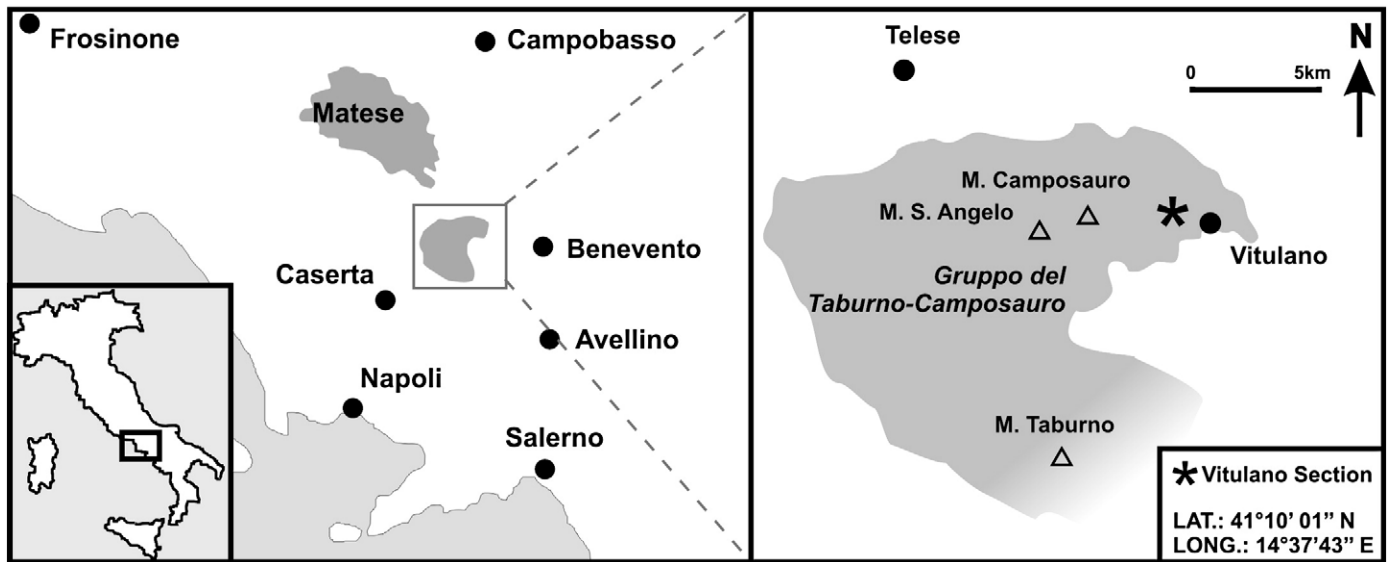 Frosinone
Campobasso
Matese
Benevento
Caserta
Avellino
Napoli
Salerno
Telese
N
0 5km
M. Camposauro
M. S. Angelo
Vitulano
Gruppo del
Taburno-Camposauro
M. Taburno
* Vitulano Section
LAT.: 41°10’ 01’’ N
LONG.: 14°37’43’’ E